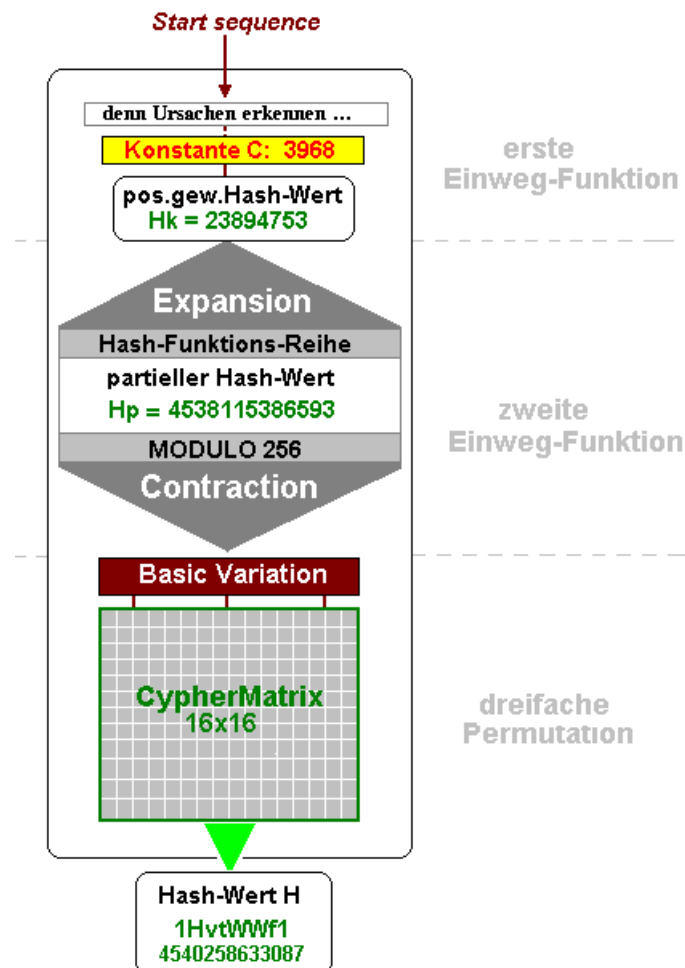 Start sequence
denn Ursachen erkennen ...
Konstante C: 3968
erste
Einweg-Funktion
pos.gew.Hash-Wert
Hk = 23894753
Expansion
Hash-Funktions-Reihe
partieller Hash-Wert
Hp = 4538115386593
zweite
Einweg-Funktion
MODULO 256
Contraction
Basic Variation
CypherMatrix
16x16
dreifache
Permutation
Hash-Wert H
1HvtWWf1
4540258633087